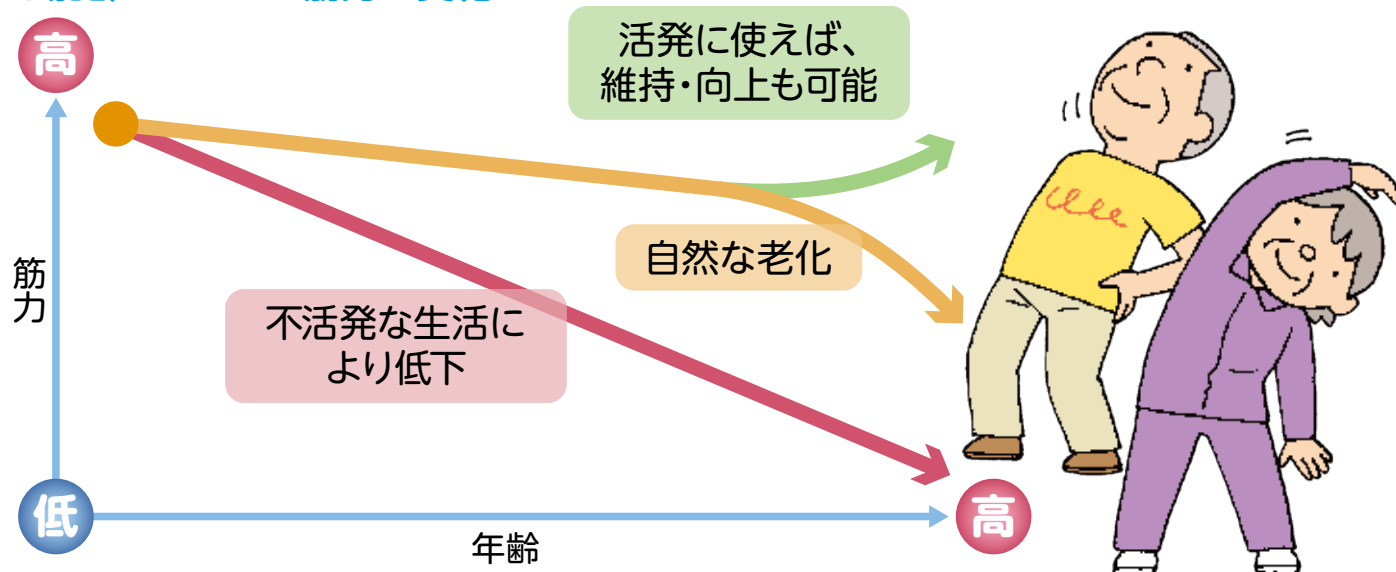 高
活発に使えば、
維持・向上も可能
自然な老化
筋力
不活発な生活に
より低下
低
高
年齢